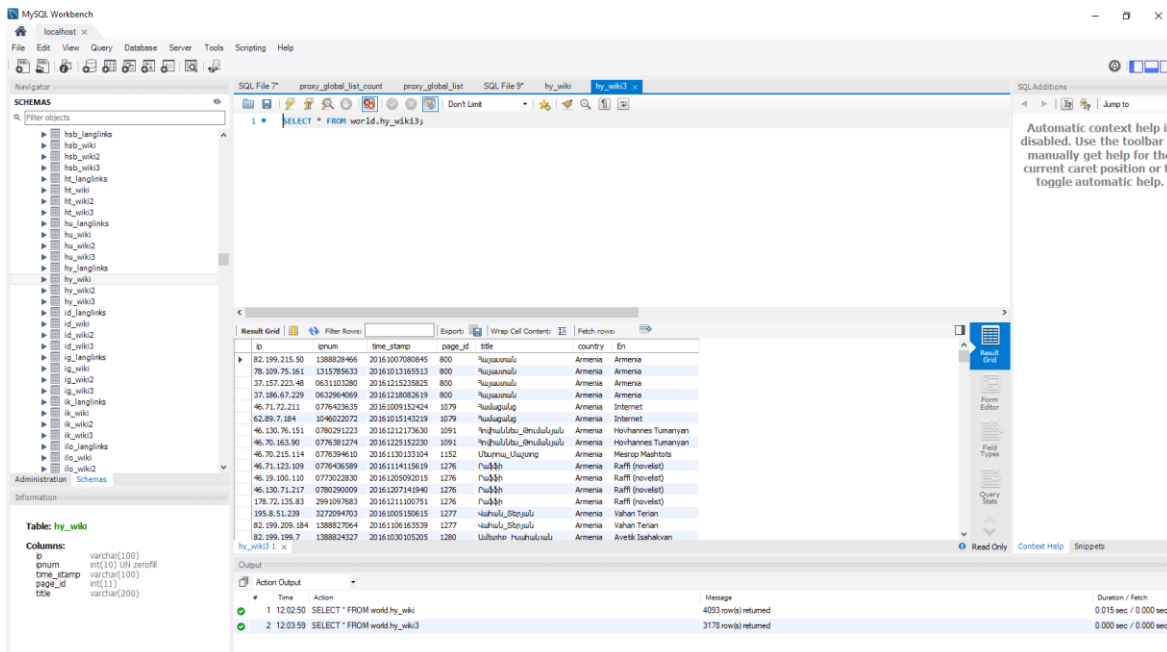 MySQL Workbench
localhost
File Edit View Query Database Server Tools Scripting Help
Navigator
SCHEMAS
Filter objects
hsb_langlinks
hsb_wiki
hsb_wiki2
hsb_wiki3
ht_langlinks
ht_wiki
ht_wiki2
ht_wiki3
hu_langlinks
hu_wiki
hu_wiki2
hu_wiki3
hy_langlinks
hy_wiki
hy_wiki2
hy_wiki3
id_langlinks
id_wiki
id_wiki2
id_wiki3
ig_langlinks
ig_wiki
ig_wiki2
ig_wiki3
ik_langlinks
ik_wiki
ik_wiki2
ik_wiki3
ilo_langlinks
ilo_wiki
ilo_wiki2
Administration Schemas
Information
Table: hy_wiki
Columns:
ip varchar(100)
ipnum int(10) UN zerofill
time_stamp varchar(100)
page_id int(11)
title varchar(200)
SQL File 7* proxy_global_list_count proxy_global_list SQL File 9* hy_wiki hy_wiki3
Don't Limit
1 SELECT * FROM world.hy_wiki3;
Result Grid Filter Rows: Export: Wrap Cell Content: Fetch rows:
ip ipnum time_stamp page_id title country En
82.199.215.50 1388828466 20161007080845 800 Հայաստան Armenia Armenia
78.109.75.161 1315785633 20161013165513 800 Հայաստան Armenia Armenia
37.157.223.48 0631103280 20161215235825 800 Հայաստան Armenia Armenia
37.186.67.229 0632964069 20161218082619 800 Հայաստան Armenia Armenia
46.71.72.211 0776423635 20161009152424 1079 Համացանց Armenia Internet
62.89.7.184 1046022072 20161015143219 1079 Համացանց Armenia Internet
46.130.76.151 0780291223 20161212173630 1091 Հովհաննես_Թումանյան Armenia Hovhannes Tumanyan
46.70.163.90 0776381274 20161225152230 1091 Հովհաննես_Թումանյան Armenia Hovhannes Tumanyan
46.70.215.114 0776394610 20161130133104 1152 Մեսրոպ_Մաշտոց Armenia Mesrop Mashtots
46.71.123.109 0776436589 20161114115619 1276 Րաֆֆի Armenia Raffi (novelist)
46.19.100.110 0773022830 20161205092015 1276 Րաֆֆի Armenia Raffi (novelist)
46.130.71.217 0780290009 20161207141940 1276 Րաֆֆի Armenia Raffi (novelist)
178.72.135.83 2991097683 20161211100751 1276 Րաֆֆի Armenia Raffi (novelist)
195.8.51.239 3272094703 20161005150615 1277 Վահան_Տերյան Armenia Vahan Terian
82.199.209.184 1388827064 20161106163539 1277 Վահան_Տերյան Armenia Vahan Terian
82.199.199.7 1388824327 20161030105205 1280 Ավետիք_Իսահակյան Armenia Avetik Isahakyan
hy_wiki3 1
Result Grid
Form Editor
Field Types
Query Stats
Read Only
Output
Action Output
# Time Action Message Duration / Fetch
1 12:02:50 SELECT * FROM world.hy_wiki 4093 row(s) returned 0.015 sec / 0.000 sec
2 12:03:59 SELECT * FROM world.hy_wiki3 3178 row(s) returned 0.000 sec / 0.000 sec
SQLAdditions
Jump to
Automatic context help i
disabled. Use the toolbar
manually get help for the
current caret position or t
toggle automatic help.
Context Help Snippets